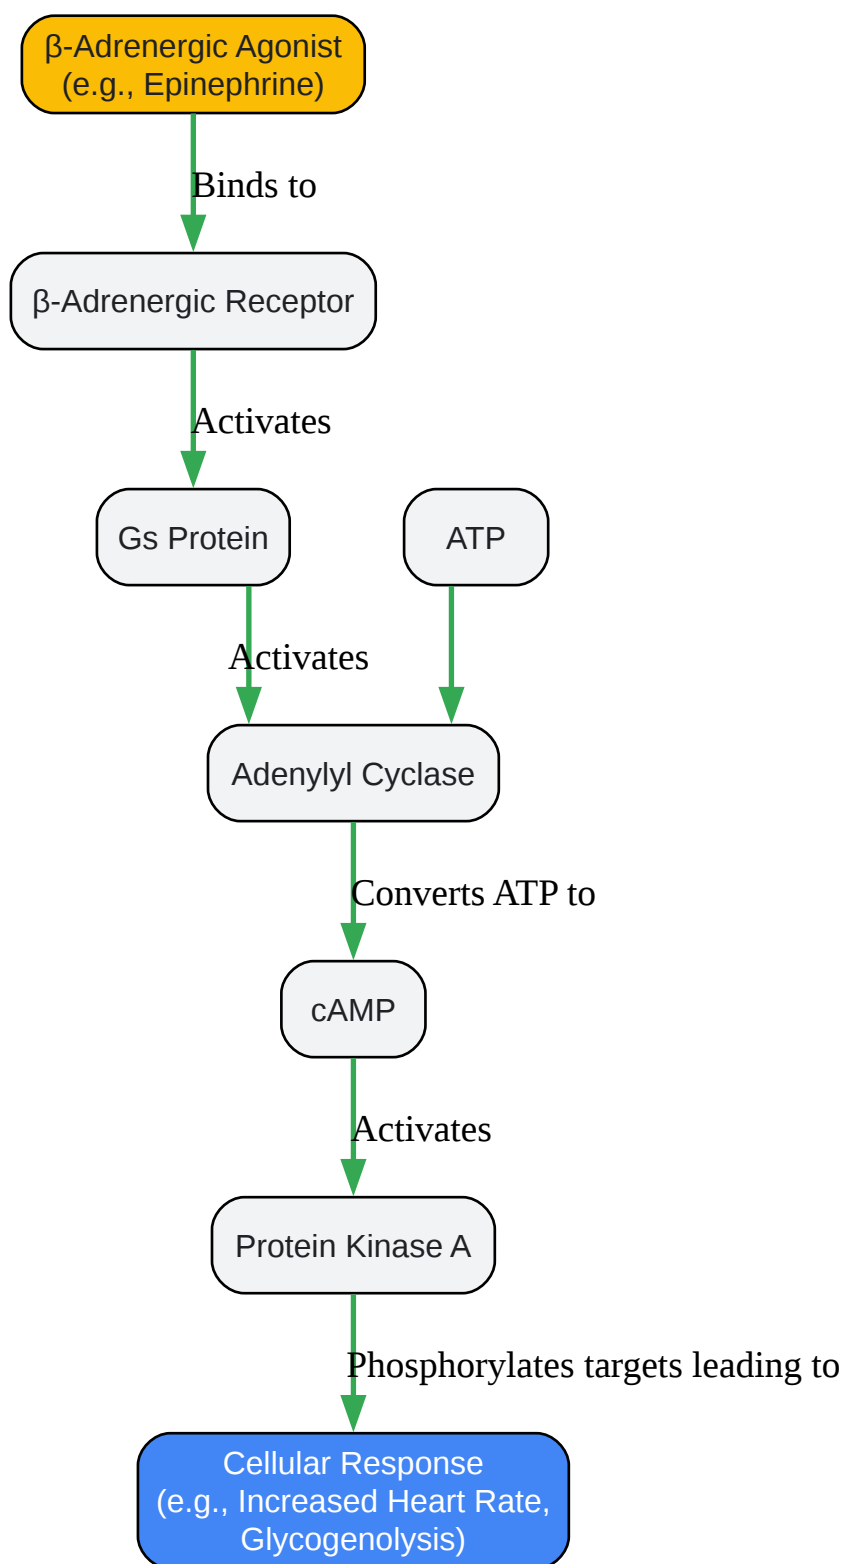 β-Adrenergic Agonist
(e.g., Epinephrine)
Binds to
β-Adrenergic Receptor
Activates
Gs Protein
ATP
Activates
Adenylyl Cyclase
Converts ATP to
cAMP
Activates
Protein Kinase A
Phosphorylates targets leading to
Cellular Response
(e.g., Increased Heart Rate,
Glycogenolysis)